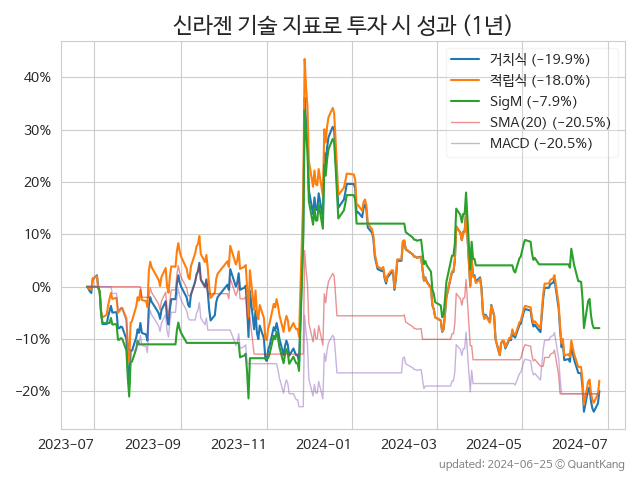 신라젠 기술 지표로 투자 시 성과 (1년)
거치식 (-19.9%)
적립식 (-18.0%)
SigM (-7.9%)
SMA(20) (-20.5%)
MACD (-20.5%)
40%
30%
20%
10%
0%
-10%
-20%
2023-07 2023-09 2023-11 2024-01 2024-03 2024-05 2024-07
updated: 2024-06-25 © QuantKang